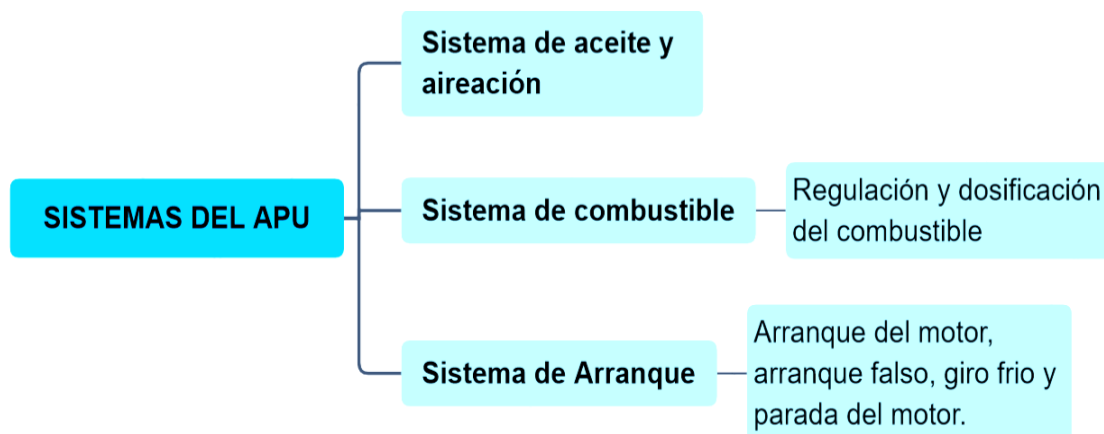 Sistema de aceite y
aireación
SISTEMAS DEL APU
Sistema de combustible
Regulación y dosificación
del combustible
Sistema de Arranque
Arranque del motor,
arranque falso, giro frio y
parada del motor.